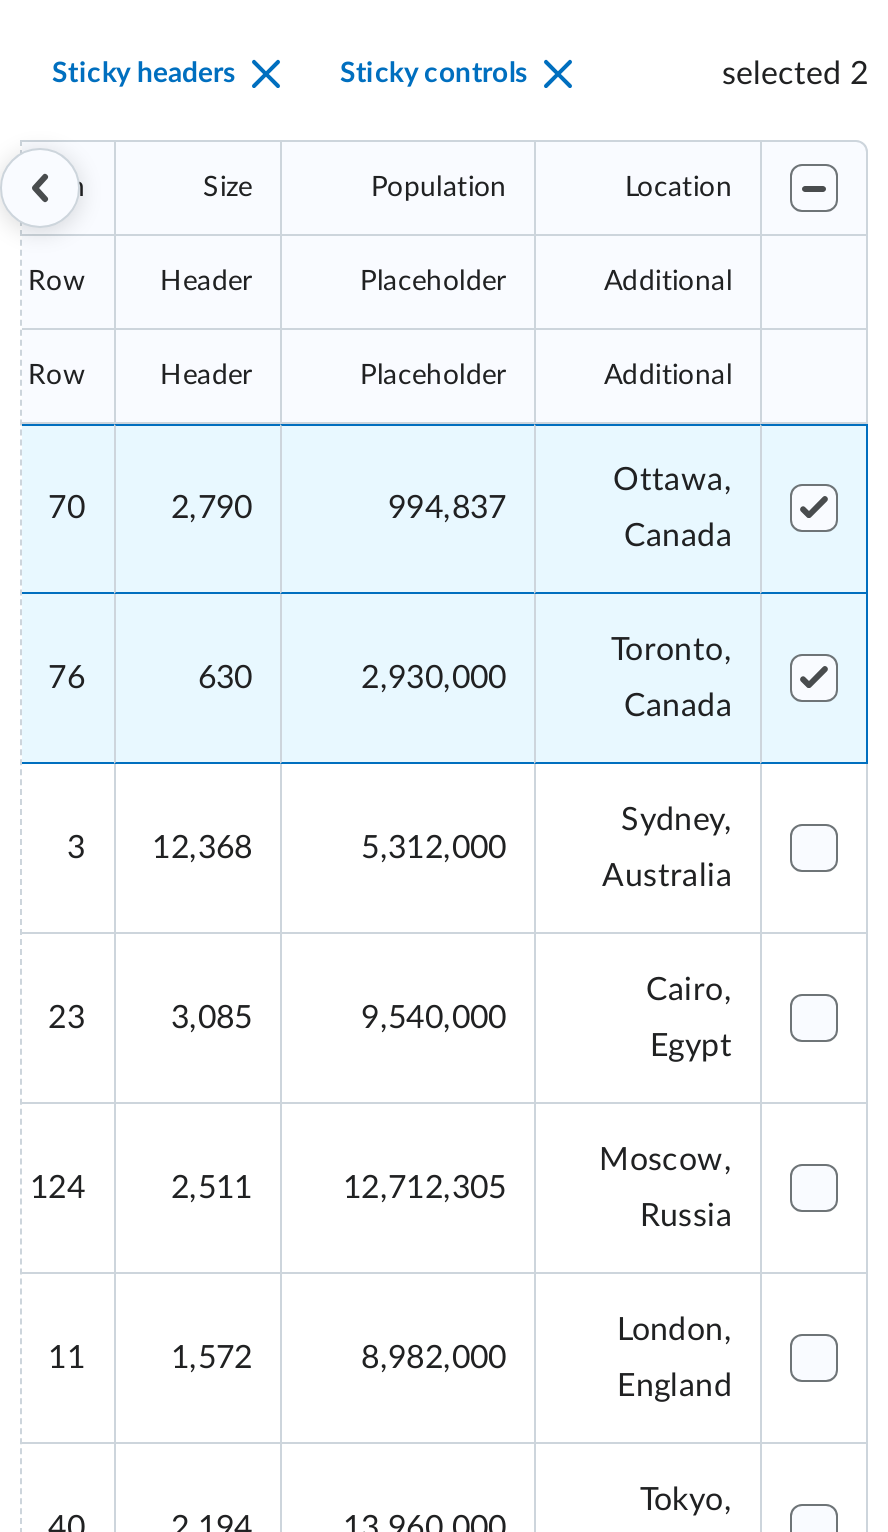 Sticky headers Sticky controls selected 2
Size Population Location
Row Header Placeholder Additional
Row Header Placeholder Additional
70 2,790 994,837 Ottawa,
Canada
76 630 2,930,000 Toronto,
Canada
3 12,368 5,312,000 Sydney,
Australia
23 3,085 9,540,000 Cairo,
Egypt
124 2,511 12,712,305 Moscow,
Russia
11 1,572 8,982,000 London,
England
40 2,194 13,960,000 Tokyo,